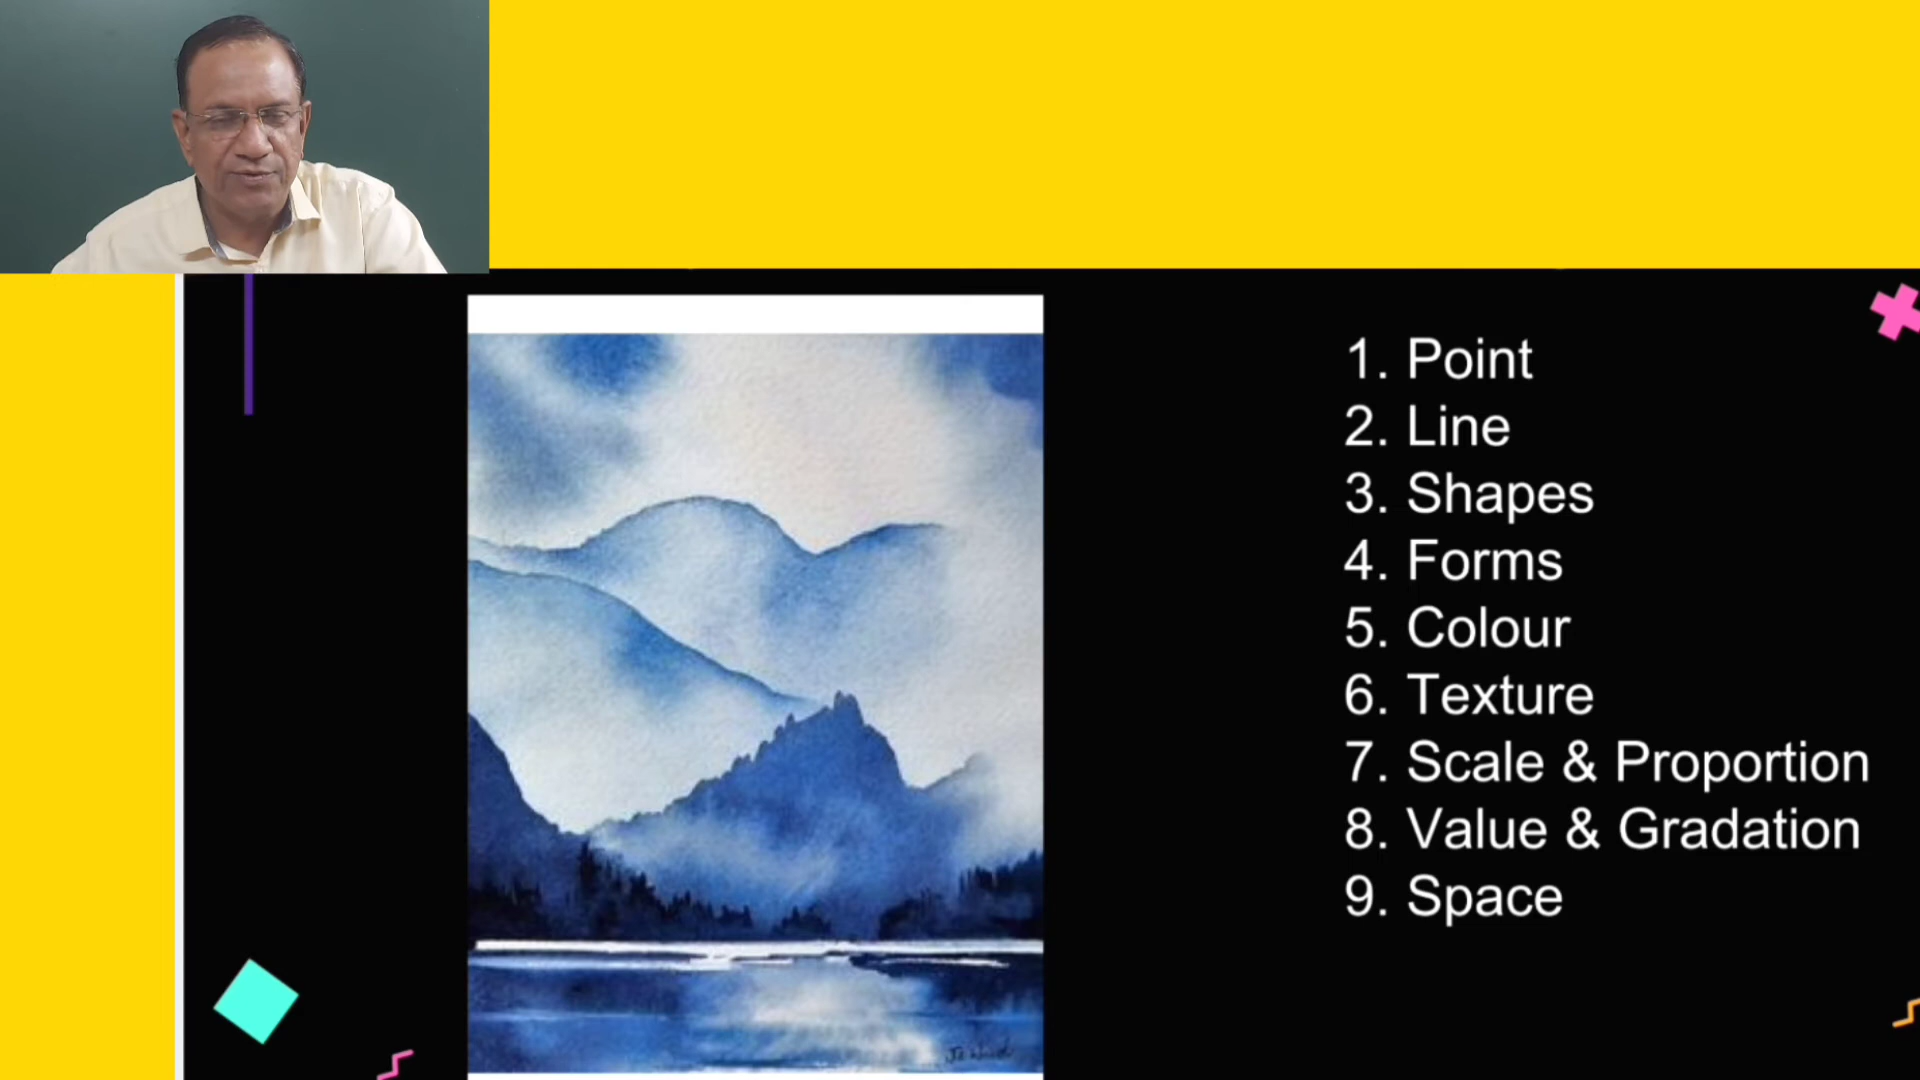 1. Point
2. Line
3. Shapes
4. Forms
5. Colour
6. Texture
7. Scale & Proportion
8. Value & Gradation
9. Space